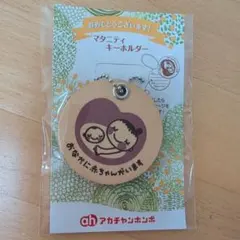 おめでとうございます
マタニティ
キーホルダー
おなかに赤ちゃんがいます
ah アカチャンホンポ